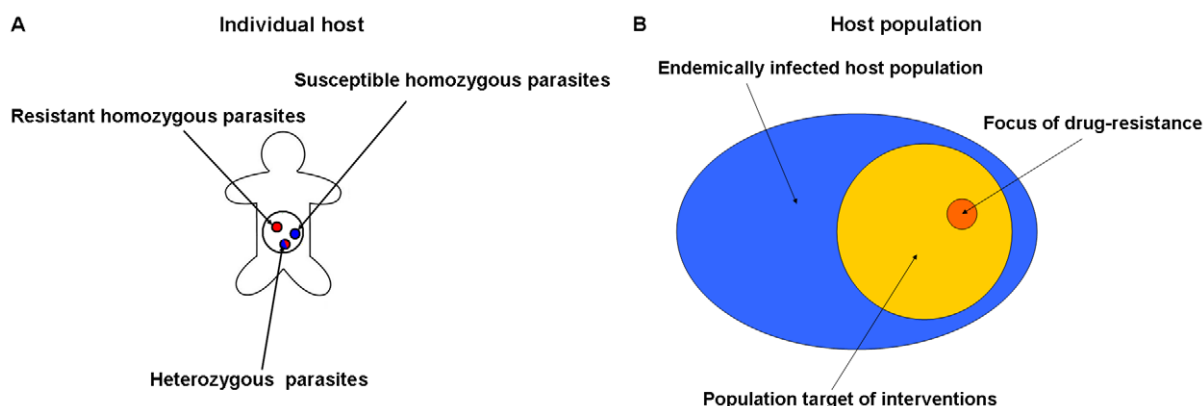 A
Individual host
Susceptible homozygous parasites
Resistant homozygous parasites
Heterozygous parasites
B
Host population
Endemically infected host population
Focus of drug-resistance
Population target of interventions